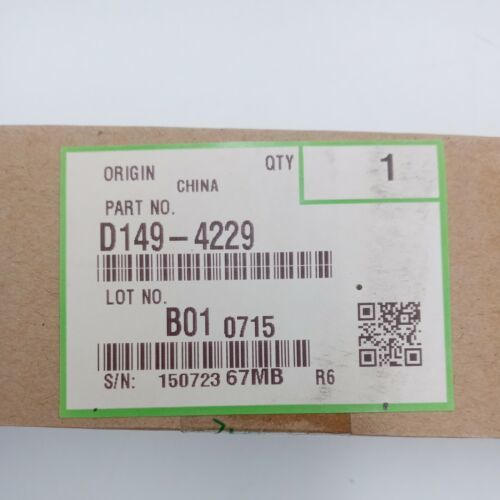 ORIGIN CHINA QTY 1
PART NO.
D149-4229
LOT NO.
B01 0715
S/N: 150723 67MB R6